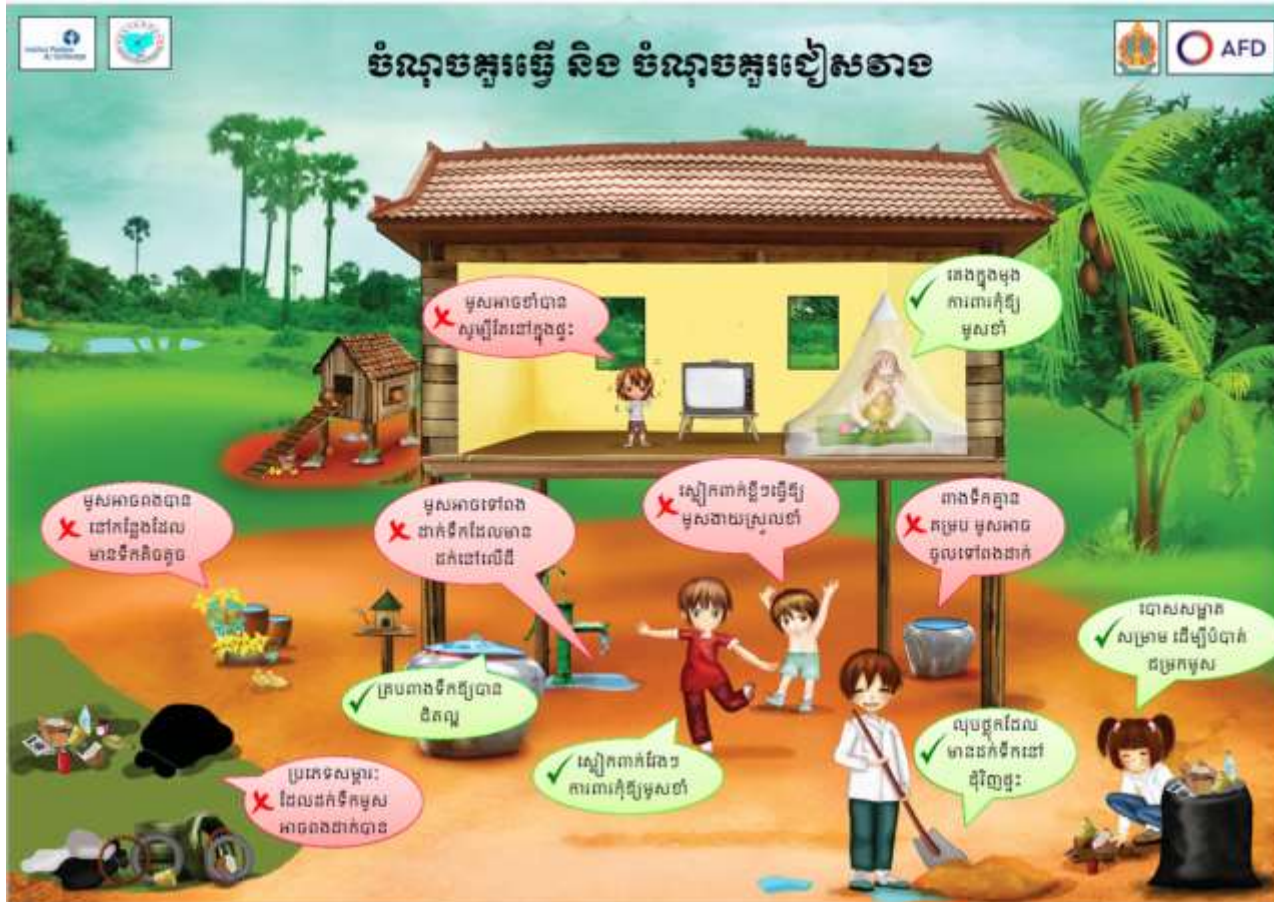 ចំណុចគួរធ្វើ និង ចំណុចគួរជៀសវាង
AFD
មូសអាចខាំបាន
សូម្បីតែនៅក្នុងផ្ទះ
គេងក្នុងមុង
ការពារកុំឱ្យ
មូសខាំ
មូសអាចពងបាន
នៅកន្លែងដែល
មានទឹកតិចតួច
មូសអាចទៅពង
ដាក់ទឹកដែលមាន
ដក់នៅលើដី
ស្លៀកពាក់ខ្លីៗធ្វើឱ្យ
មូសងាយស្រួលខាំ
ពាងទឹកគ្មាន
គម្រប មូសអាច
ចូលទៅពងដាក់
បោសសម្អាត
សម្រាម ដើម្បីបំបាត់
ជម្រកមូស
គ្របពាងទឹកឱ្យបាន
ជិតល្អ
ស្លៀកពាក់វែងៗ
ការពារកុំឱ្យមូសខាំ
លុបថ្លុកដែល
មានដក់ទឹកនៅ
ជុំវិញផ្ទះ
ប្រភេទសម្ភារៈ
ដែលដក់ទឹកមូស
អាចពងដាក់បាន